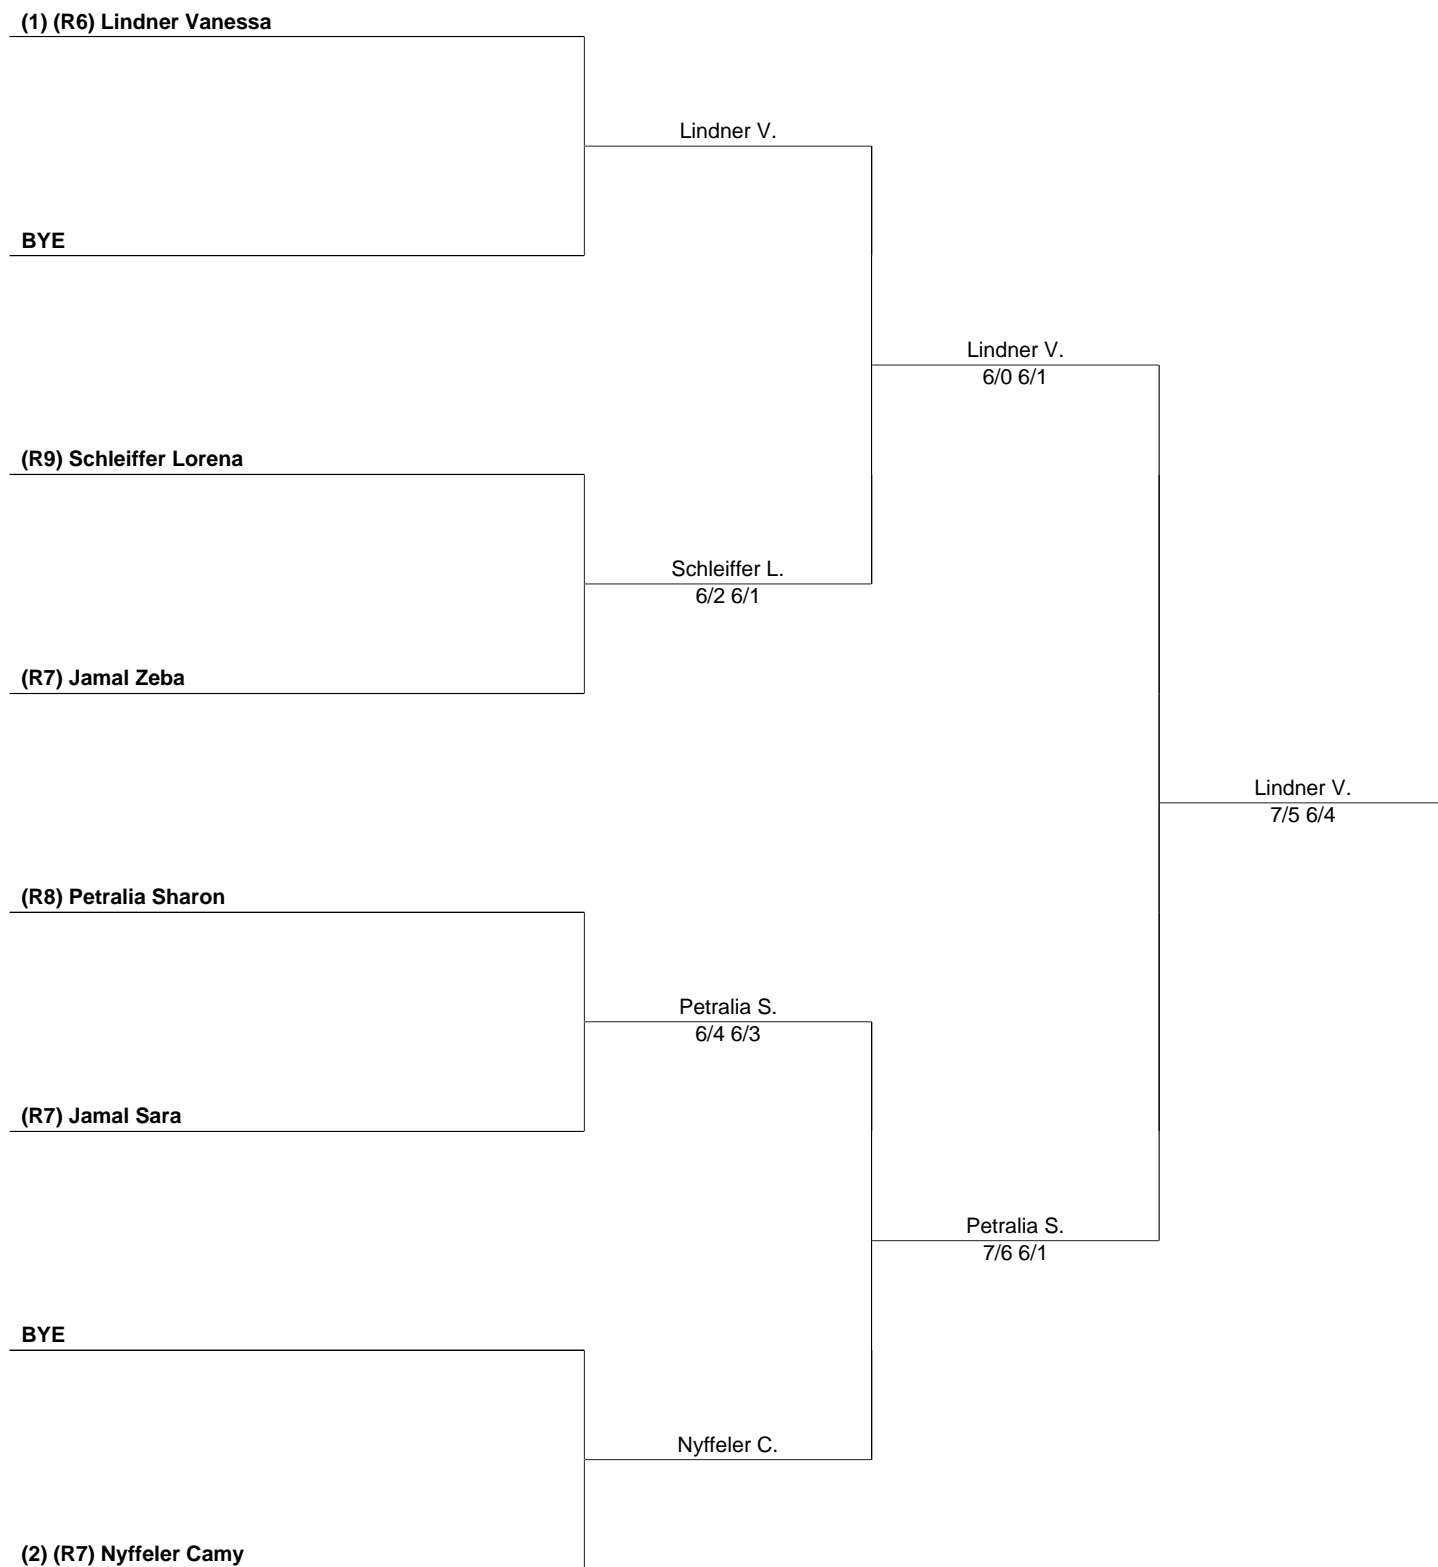 (1) (R6) Lindner Vanessa
Lindner V.
BYE
Lindner V.
6/0 6/1
(R9) Schleiffer Lorena
Schleiffer L.
6/2 6/1
(R7) Jamal Zeba
Lindner V.
7/5 6/4
(R8) Petralia Sharon
Petralia S.
6/4 6/3
(R7) Jamal Sara
Petralia S.
7/6 6/1
BYE
Nyffeler C.
(2) (R7) Nyffeler Camy